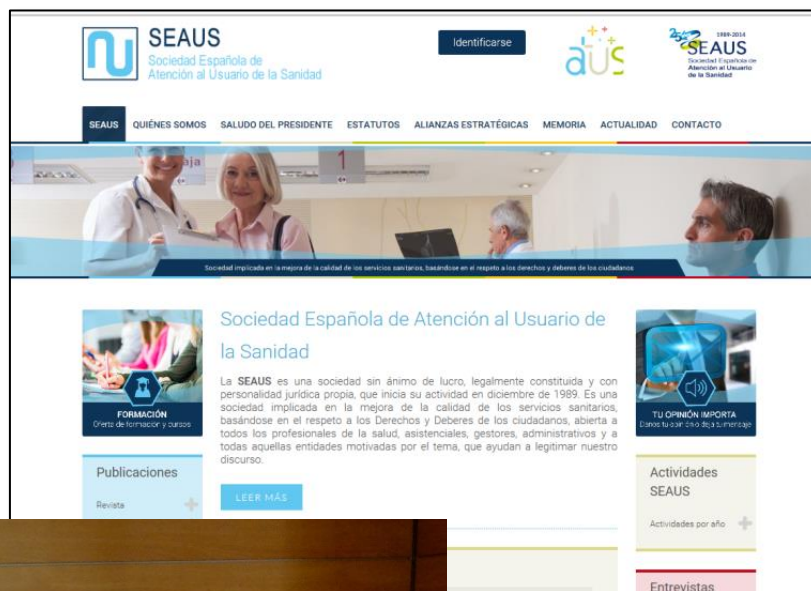 SEAUS
Sociedad Española de
Atención al Usuario de la Sanidad
Identificarse
aus
25
1989-2014
SEAUS
Sociedad Española de
Atención al Usuario
de la Sanidad
SEAUS QUIÉNES SOMOS SALUDO DEL PRESIDENTE ESTATUTOS ALIANZAS ESTRATÉGICAS MEMORIA ACTUALIDAD CONTACTO
aja
1
Sociedad implicada en la mejora de la calidad de los servicios sanitarios, basándose en el respeto a los derechos y deberes de los ciudadanos
FORMACIÓN
Oferta de formación y cursos
Sociedad Española de Atención al Usuario de
la Sanidad
La SEAUS es una sociedad sin ánimo de lucro, legalmente constituida y con
personalidad jurídica propia, que inicia su actividad en diciembre de 1989. Es una
sociedad implicada en la mejora de la calidad de los servicios sanitarios,
basándose en el respeto a los Derechos y Deberes de los ciudadanos, abierta a
todos los profesionales de la salud, asistenciales, gestores, administrativos y a
todas aquellas entidades motivadas por el tema, que ayudan a legitimar nuestro
discurso.
LEER MÁS
TU OPINIÓN IMPORTA
Danos tu opinión o deja tu mensaje
Publicaciones
Revista
Actividades
SEAUS
Actividades por año
Entrevistas